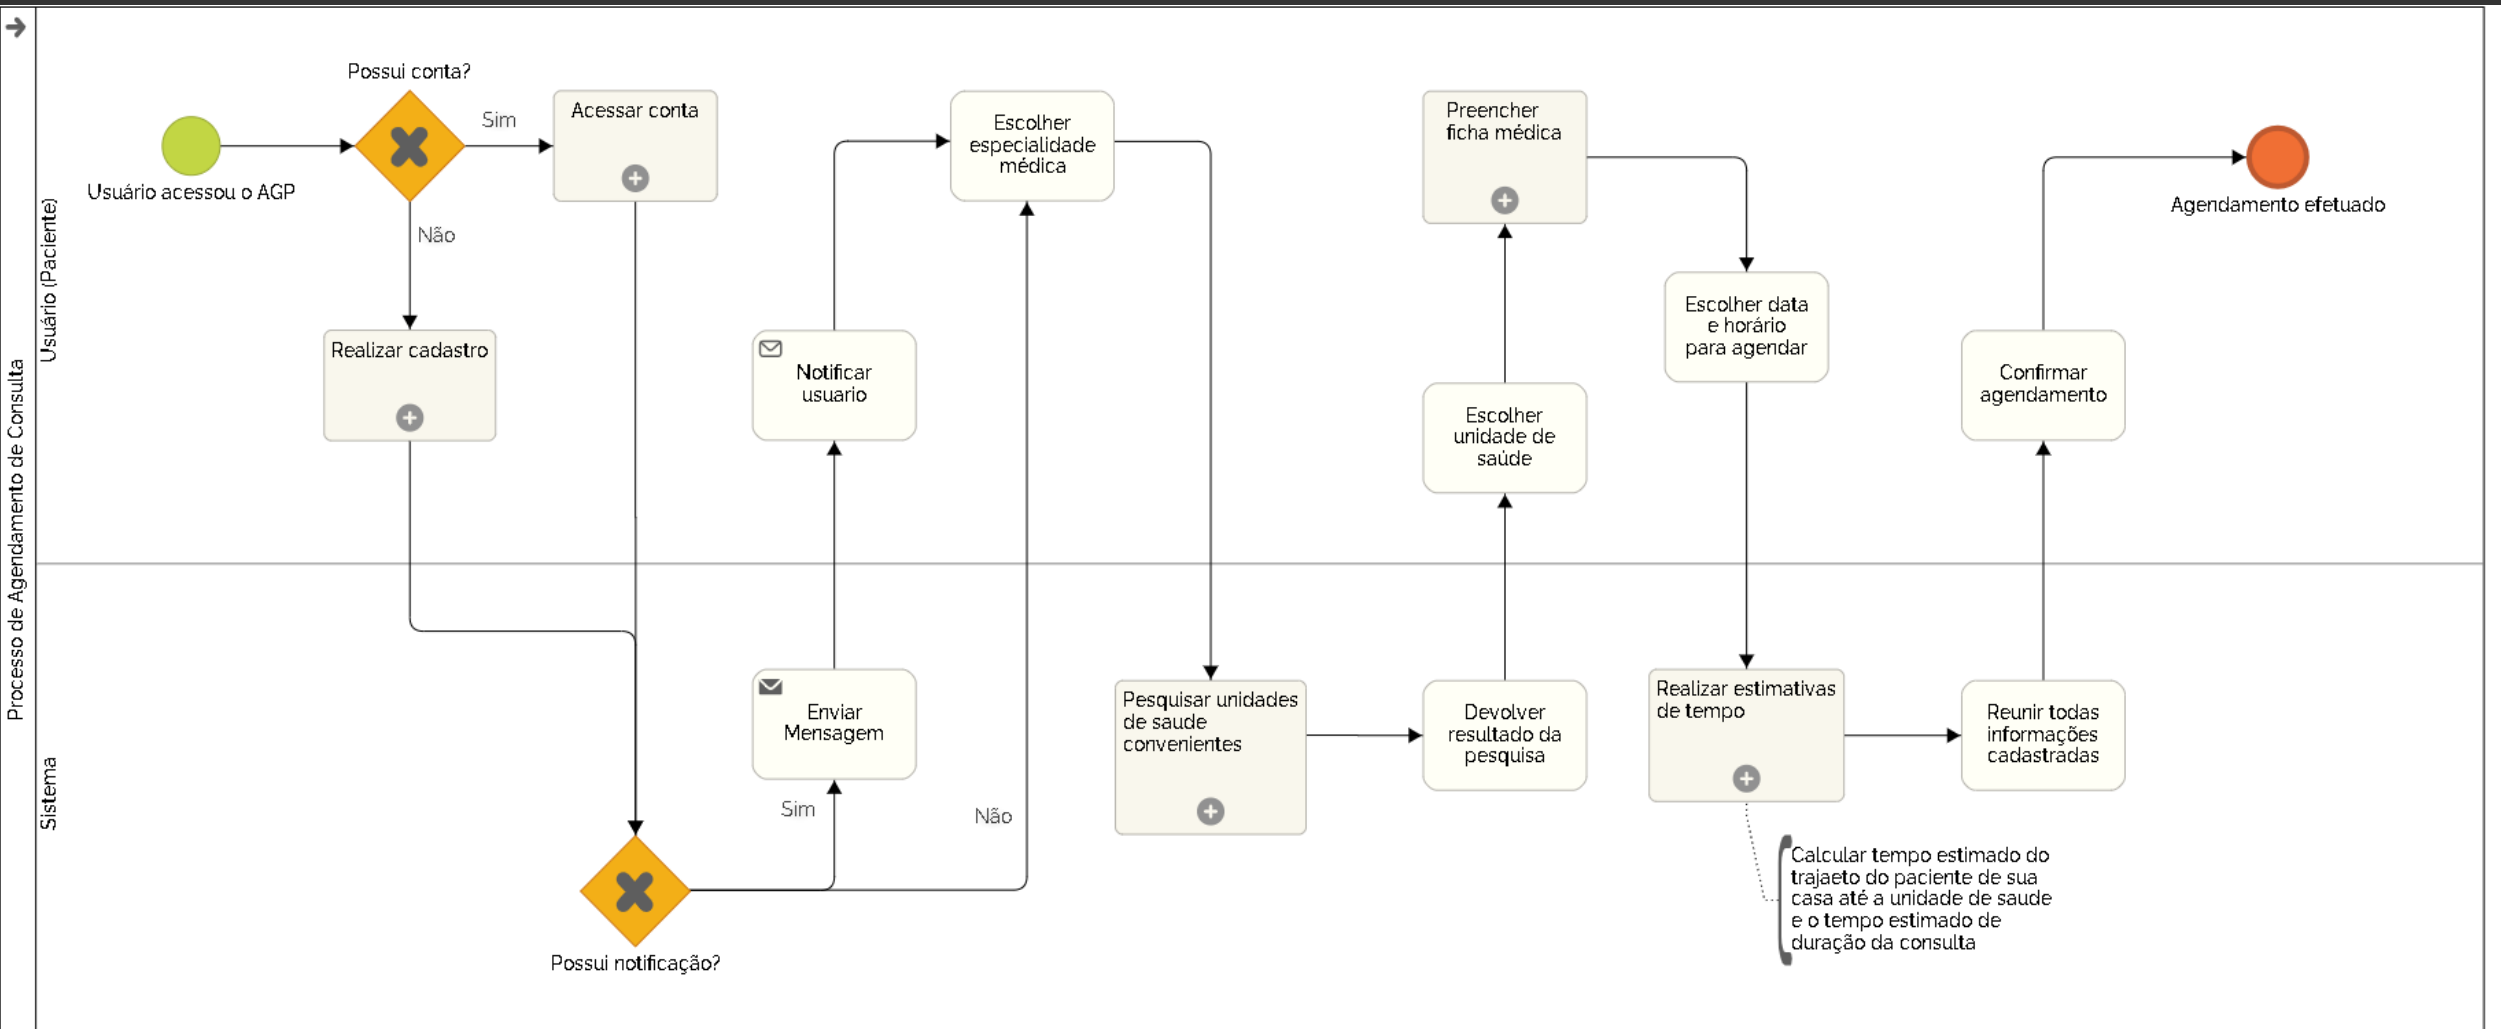 Processo de Agendamento de Consulta
Usuário (Paciente)
Sistema
Usuário acessou o AGP
Possui conta?
Sim
Não
Acessar conta
Realizar cadastro
Possui notificação?
Sim
Não
Enviar
Mensagem
Notificar
usuario
Escolher
especialidade
médica
Pesquisar unidades
de saude
convenientes
Devolver
resultado da
pesquisa
Escolher
unidade de
saúde
Preencher
ficha médica
Escolher data
e horário
para agendar
Realizar estimativas
de tempo
Calcular tempo estimado do
trajaeto do paciente de sua
casa até a unidade de saude
e o tempo estimado de
duração da consulta
Reunir todas
informações
cadastradas
Confirmar
agendamento
Agendamento efetuado